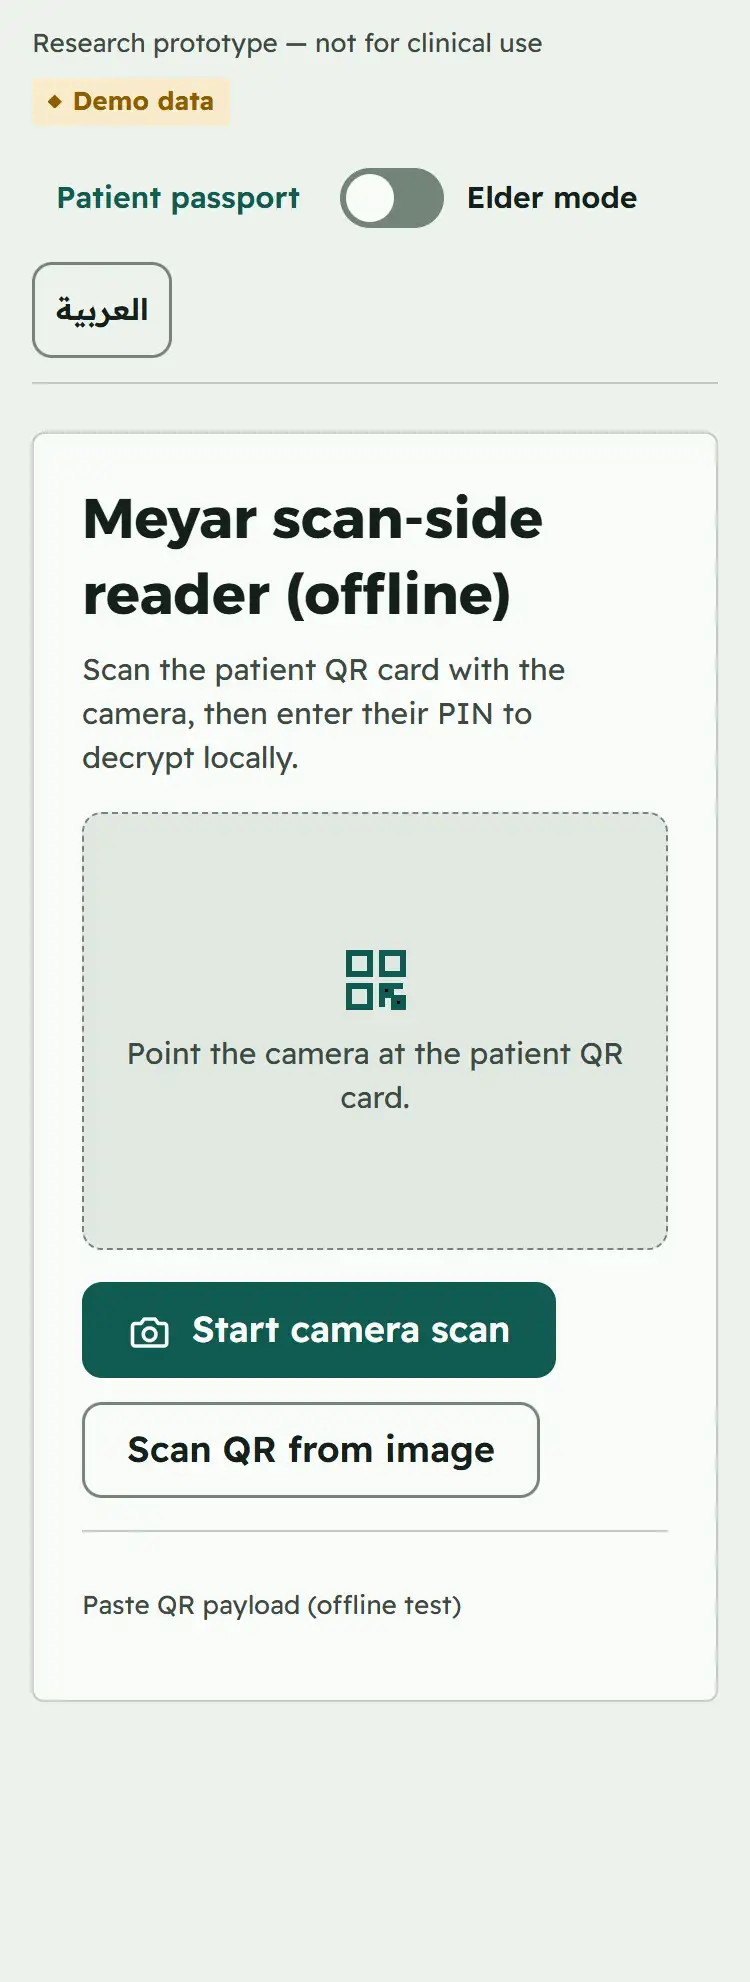 Research prototype — not for clinical use
◆ Demo data
Patient passport
Elder mode
العربية
Meyar scan-side
reader (offline)
Scan the patient QR card with the
camera, then enter their PIN to
decrypt locally.
Point the camera at the patient QR
card.
Start camera scan
Scan QR from image
Paste QR payload (offline test)